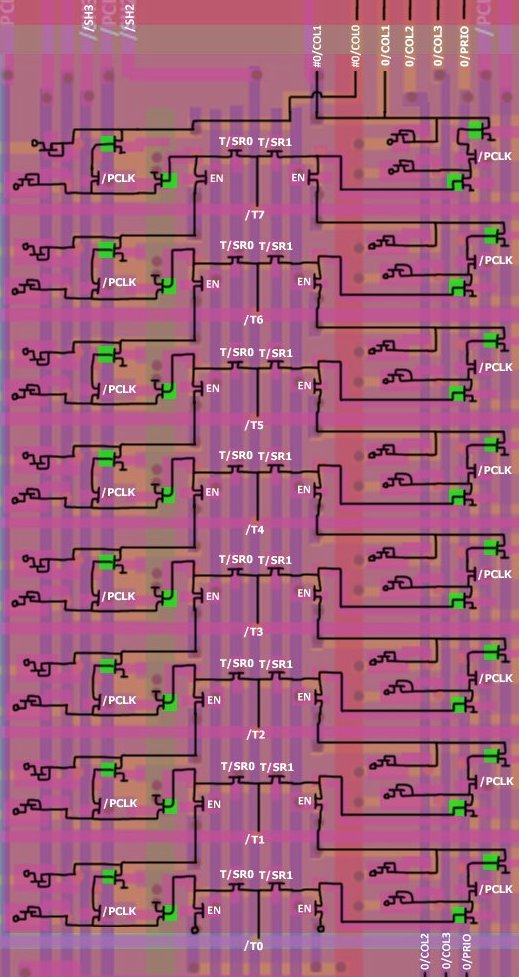 //SH3
/PCLK
//SH2
#0/COL1
#0/COL0
0/COL1
0/COL2
0/COL3
0/PRIO
/PCL
T/SR0 T/SR1
/PCLK
/PCLK
EN
EN
/T7
T/SR0 T/SR1
/PCLK
/PCLK
EN
EN
/T6
T/SR0 T/SR1
/PCLK
/PCLK
EN
EN
/T5
T/SR0 T/SR1
/PCLK
/PCLK
EN
EN
/T4
T/SR0 T/SR1
/PCLK
/PCLK
EN
EN
/T3
T/SR0 T/SR1
/PCLK
/PCLK
EN
EN
/T2
T/SR0 T/SR1
/PCLK
/PCLK
EN
EN
/T1
T/SR0 T/SR1
/PCLK
/PCLK
EN
EN
/T0
0/COL2
0/COL3
0/PRIO